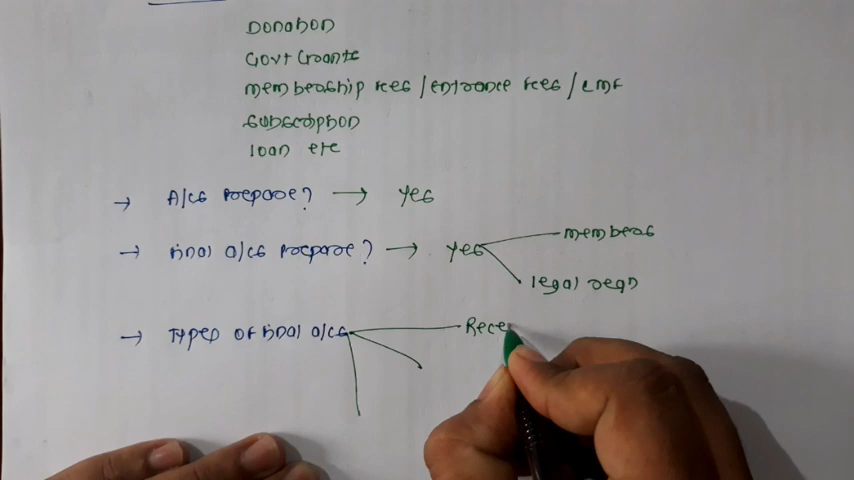 Donation
Govt Grants
membership fees / entrance fees / LMF
subscription
loan etc
→ A/cs prepare? → yes
→ final a/cs prepare? → yes
members
legal reqn
→ Types of final a/cs
Rece